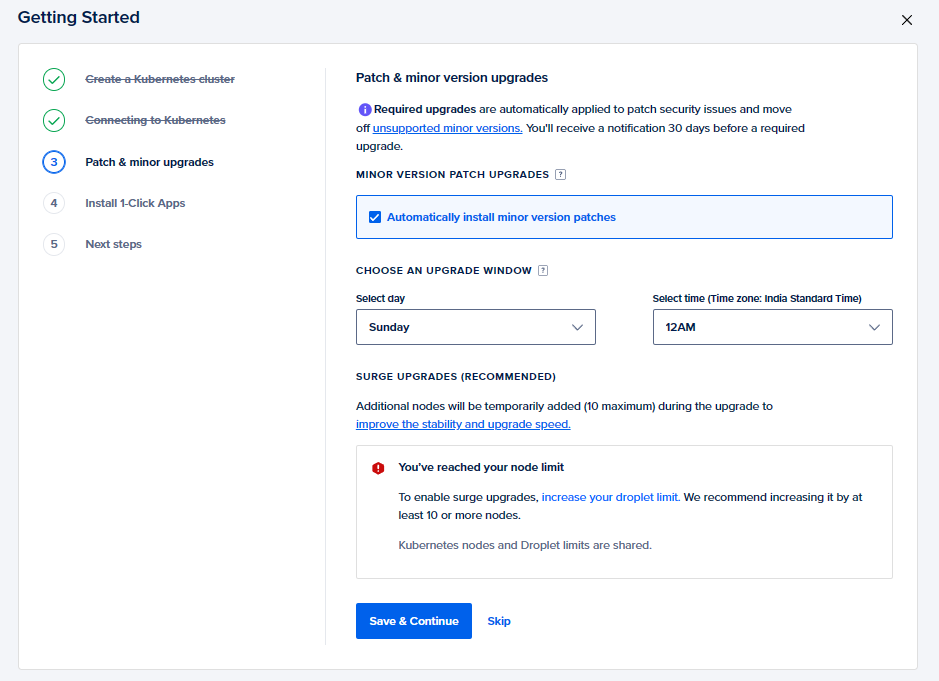 Getting Started
Create a Kubernetes cluster
Connecting to Kubernetes
3
Patch & minor upgrades
4
Install 1-Click Apps
5
Next steps
Patch & minor version upgrades
Required upgrades are automatically applied to patch security issues and move
off unsupported minor versions. You'll receive a notification 30 days before a required
upgrade.
MINOR VERSION PATCH UPGRADES ?
Automatically install minor version patches
CHOOSE AN UPGRADE WINDOW ?
Select day
Sunday
Select time (Time zone: India Standard Time)
12AM
SURGE UPGRADES (RECOMMENDED)
Additional nodes will be temporarily added (10 maximum) during the upgrade to
improve the stability and upgrade speed.
You've reached your node limit
To enable surge upgrades, increase your droplet limit. We recommend increasing it by at
least 10 or more nodes.
Kubernetes nodes and Droplet limits are shared.
Save & Continue
Skip